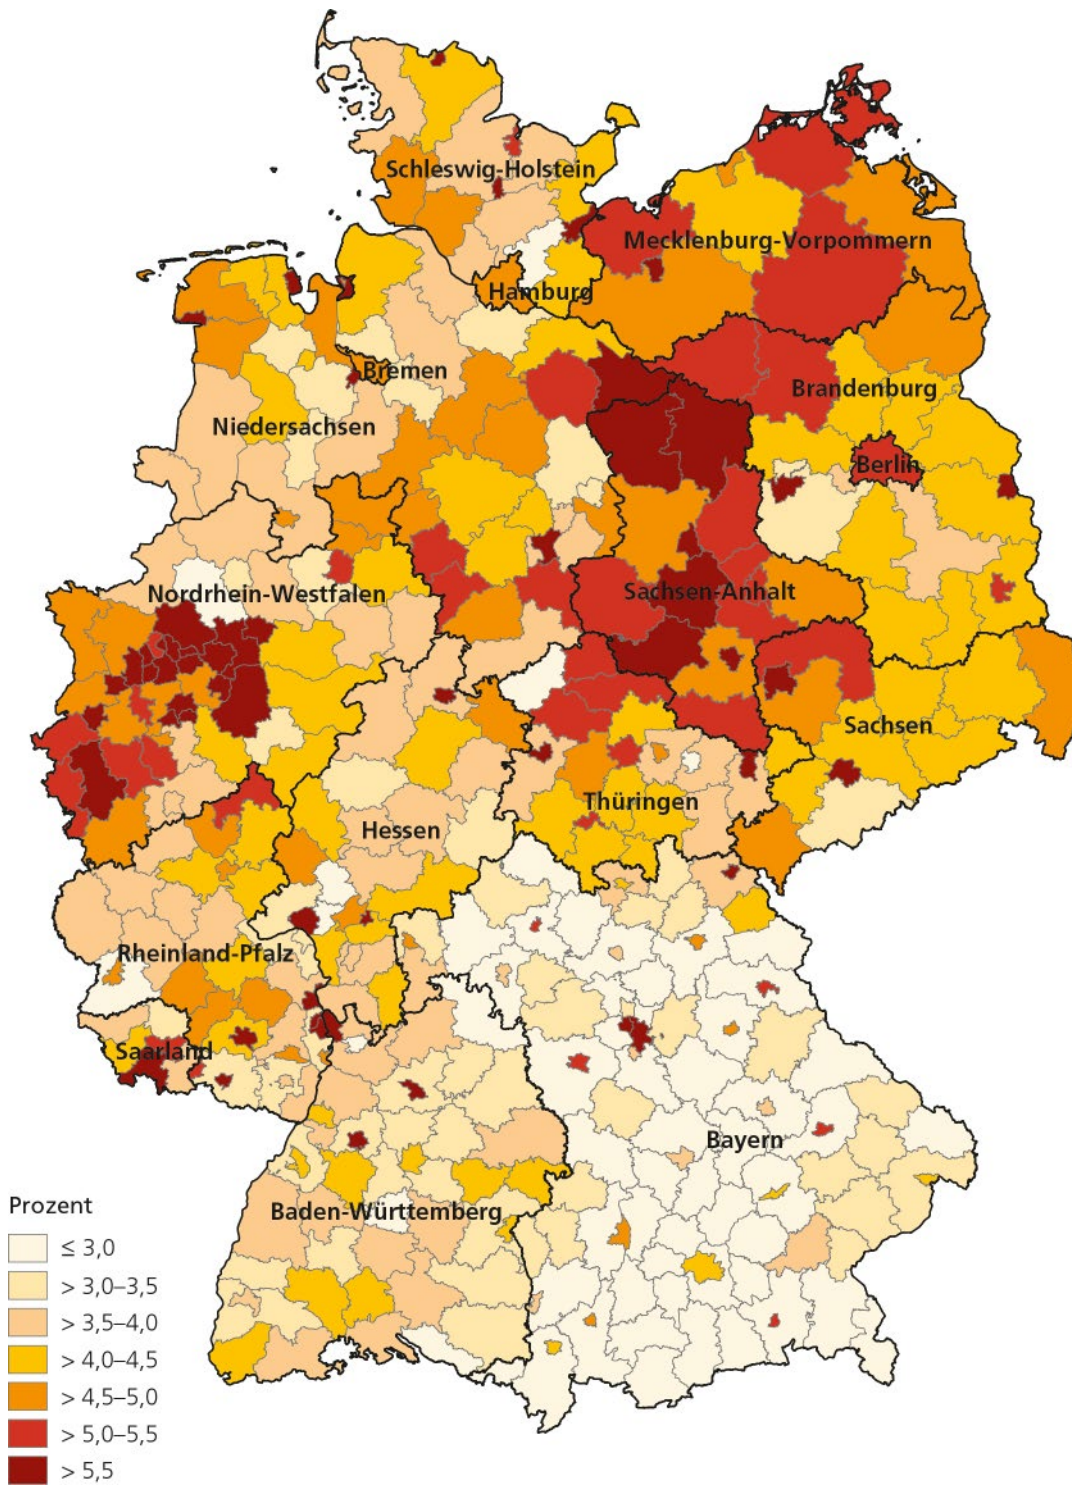 Schleswig-Holstein
Mecklenburg-Vorpommern
Hamburg
Bremen
Brandenburg
Niedersachsen
Berlin
Nordrhein-Westfalen
Sachsen-Anhalt
Sachsen
Thüringen
Hessen
Rheinland-Pfalz
Saarland
Bayern
Baden-Württemberg
Prozent
≤ 3,0
> 3,0–3,5
> 3,5–4,0
> 4,0–4,5
> 4,5–5,0
> 5,0–5,5
> 5,5